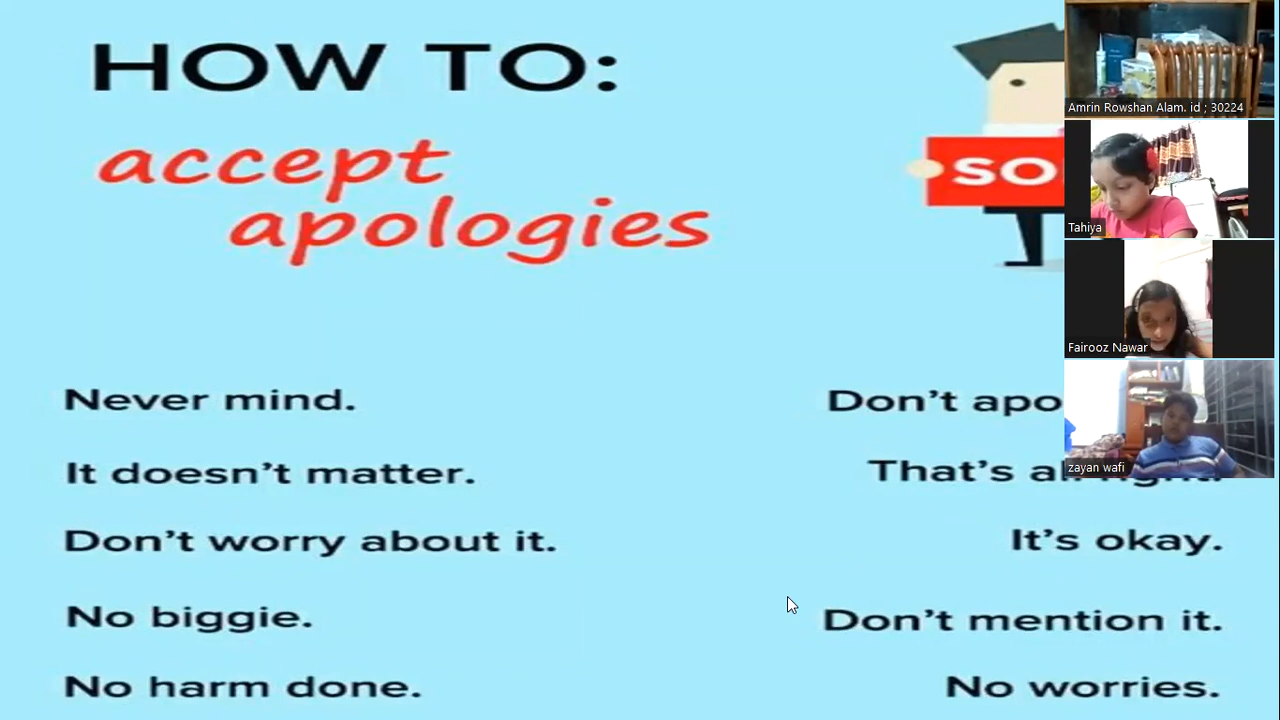 HOW TO:
accept
apologies
SO
Never mind.
Don't apo
It doesn't matter.
That's all right.
Don't worry about it.
It's okay.
No biggie.
Don't mention it.
No harm done.
No worries.
Amrin Rowshan Alam. id ; 30224
Tahiya
Fairooz Nawar
zayan wafi